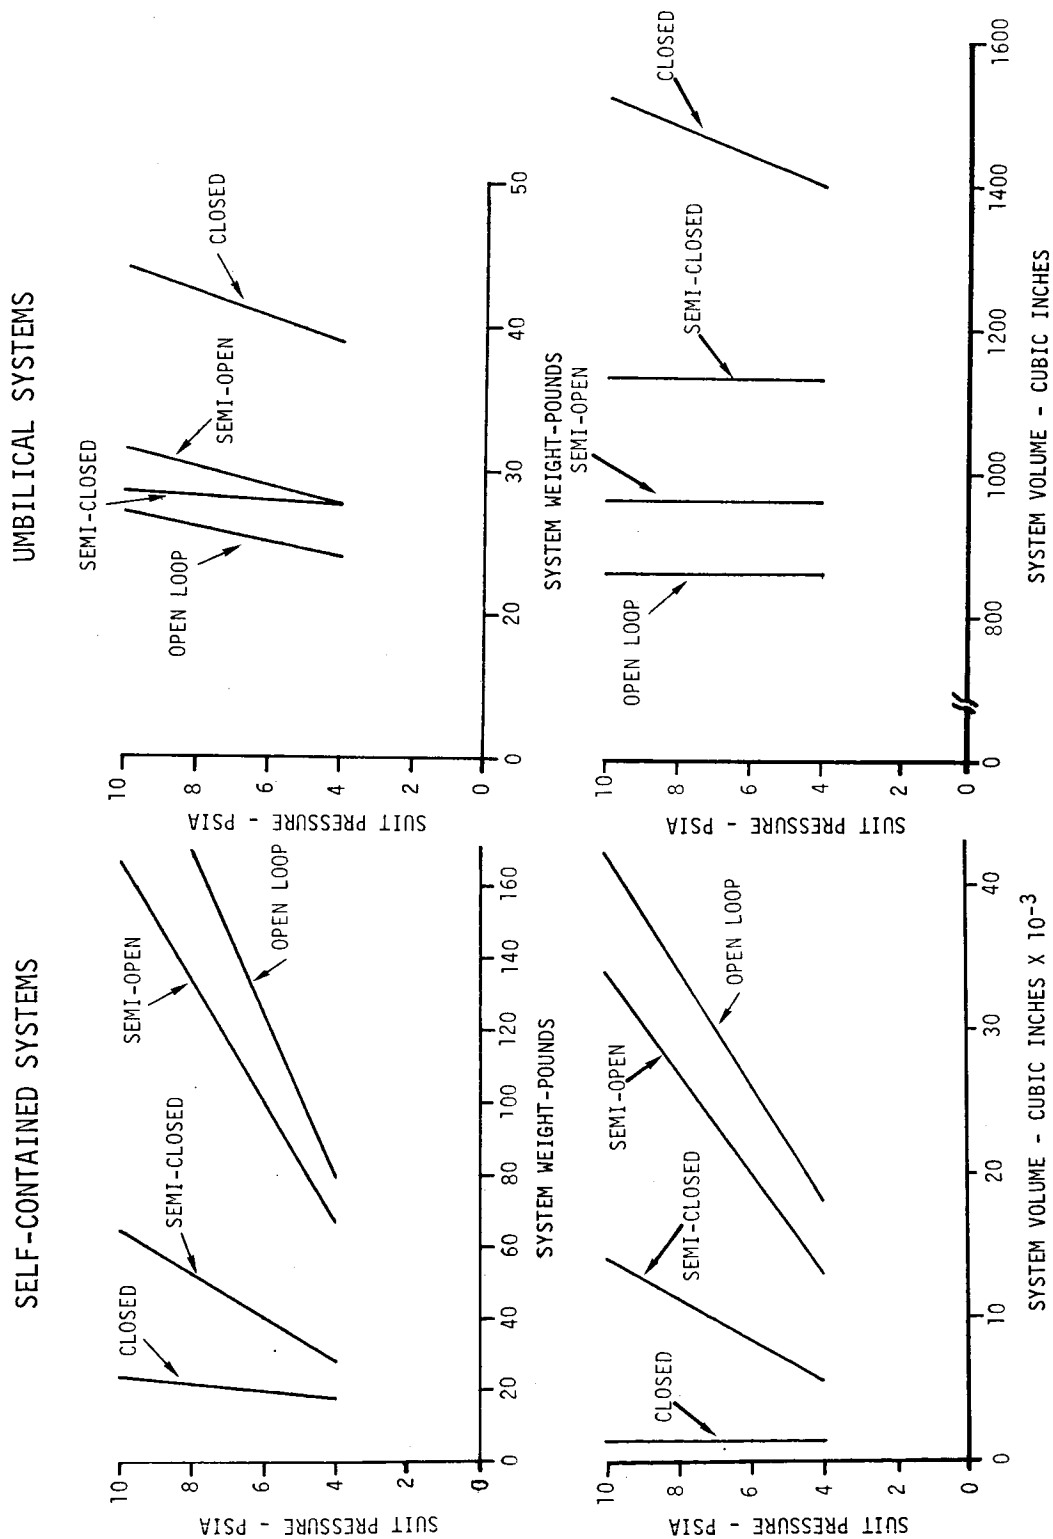 SELF-CONTAINED SYSTEMS
SUIT PRESSURE - PSIA
10
8
6
4
2
0
CLOSED
SEMI-CLOSED
SEMI-OPEN
OPEN LOOP
0
20
40
60
80
100
120
140
160
SYSTEM WEIGHT-POUNDS
SUIT PRESSURE - PSIA
10
8
6
4
2
0
CLOSED
SEMI-CLOSED
SEMI-OPEN
OPEN LOOP
0
10
20
30
40
SYSTEM VOLUME - CUBIC INCHES X 10-3
UMBILICAL SYSTEMS
SUIT PRESSURE - PSIA
10
8
6
4
2
0
OPEN LOOP
SEMI-CLOSED
SEMI-OPEN
CLOSED
0
20
30
40
50
SYSTEM WEIGHT-POUNDS
SUIT PRESSURE - PSIA
10
8
6
4
2
0
OPEN LOOP
SEMI-OPEN
SEMI-CLOSED
CLOSED
0
800
1000
1200
1400
1600
SYSTEM VOLUME - CUBIC INCHES